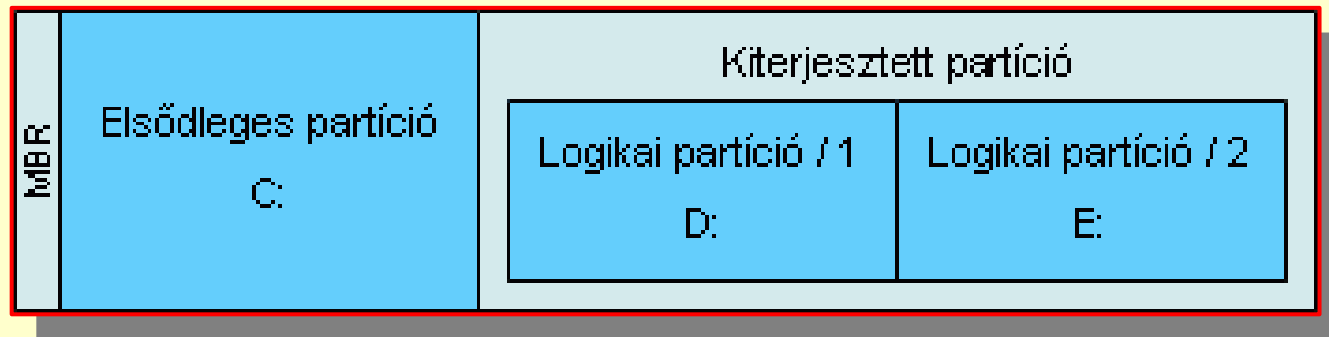 MBR
Elsődleges partíció
C:
Kiterjesztett partíció
Logikai partíció / 1
D:
Logikai partíció / 2
E: